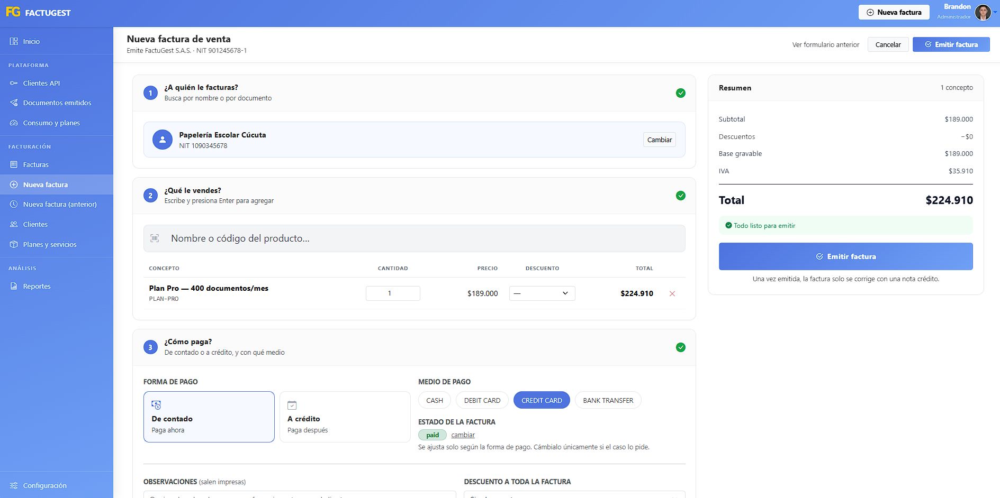 FG FACTUGEST
Nueva factura
Brandon
Administrador
Inicio
PLATAFORMA
Clientes API
Documentos emitidos
Consumo y planes
FACTURACIÓN
Facturas
Nueva factura
Nueva factura (anterior)
Clientes
Planes y servicios
ANÁLISIS
Reportes
Configuración
Nueva factura de venta
Emite FactuGest S.A.S. · NIT 901245678-1
Ver formulario anterior
Cancelar
Emitir factura
1
¿A quién le facturas?
Busca por nombre o por documento
Papelería Escolar Cúcuta
NIT 1090345678
Cambiar
2
¿Qué le vendes?
Escribe y presiona Enter para agregar
Nombre o código del producto...
CONCEPTO CANTIDAD PRECIO DESCUENTO TOTAL
Plan Pro — 400 documentos/mes
PLAN-PRO
1 $189.000 — $224.910
3
¿Cómo paga?
De contado o a crédito, y con qué medio
FORMA DE PAGO
De contado
Paga ahora
A crédito
Paga después
MEDIO DE PAGO
CASH DEBIT CARD CREDIT CARD BANK TRANSFER
ESTADO DE LA FACTURA
paid cambiar
Se ajusta solo según la forma de pago. Cámbialo únicamente si el caso lo pide.
OBSERVACIONES (salen impresas)
DESCUENTO A TODA LA FACTURA
Resumen 1 concepto
Subtotal $189.000
Descuentos −$0
Base gravable $189.000
IVA $35.910
Total $224.910
Todo listo para emitir
Emitir factura
Una vez emitida, la factura solo se corrige con una nota crédito.